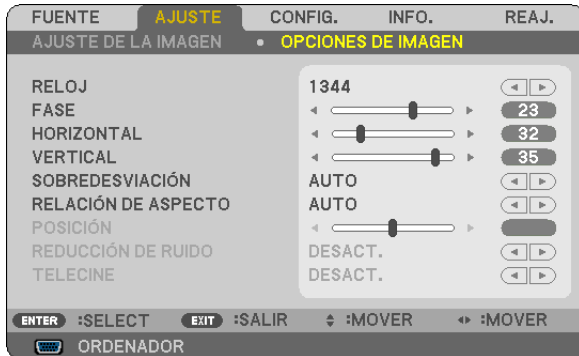 FUENTE AJUSTE CONFIG. INFO. REAJ.
AJUSTE DE LA IMAGEN • OPCIONES DE IMAGEN
RELOJ 1344
FASE 23
HORIZONTAL 32
VERTICAL 35
SOBREDESVIACIÓN AUTO
RELACIÓN DE ASPECTO AUTO
POSICIÓN
REDUCCIÓN DE RUIDO DESACT.
TELECINE DESACT.
ENTER :SELECT EXIT :SALIR :MOVER :MOVER
ORDENADOR